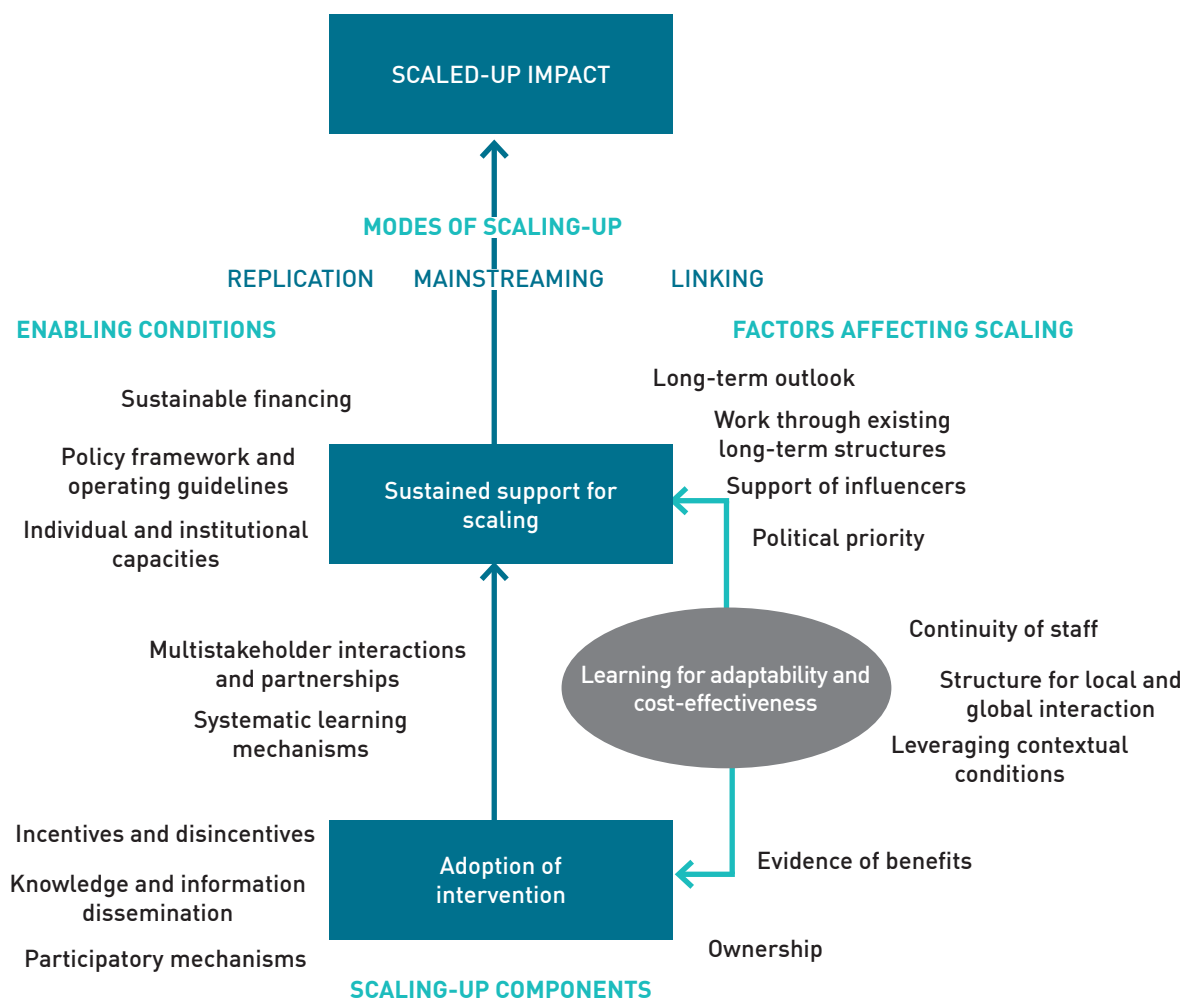 SCALED-UP IMPACT
MODES OF SCALING-UP
REPLICATION
MAINSTREAMING
LINKING
ENABLING CONDITIONS
FACTORS AFFECTING SCALING
Sustainable financing
Policy framework and
operating guidelines
Individual and institutional
capacities
Sustained support for
scaling
Long-term outlook
Work through existing
long-term structures
Support of influencers
Political priority
Multistakeholder interactions
and partnerships
Systematic learning
mechanisms
Learning for adaptability and
cost-effectiveness
Continuity of staff
Structure for local and
global interaction
Leveraging contextual
conditions
Incentives and disincentives
Knowledge and information
dissemination
Participatory mechanisms
Adoption of
intervention
Evidence of benefits
Ownership
SCALING-UP COMPONENTS